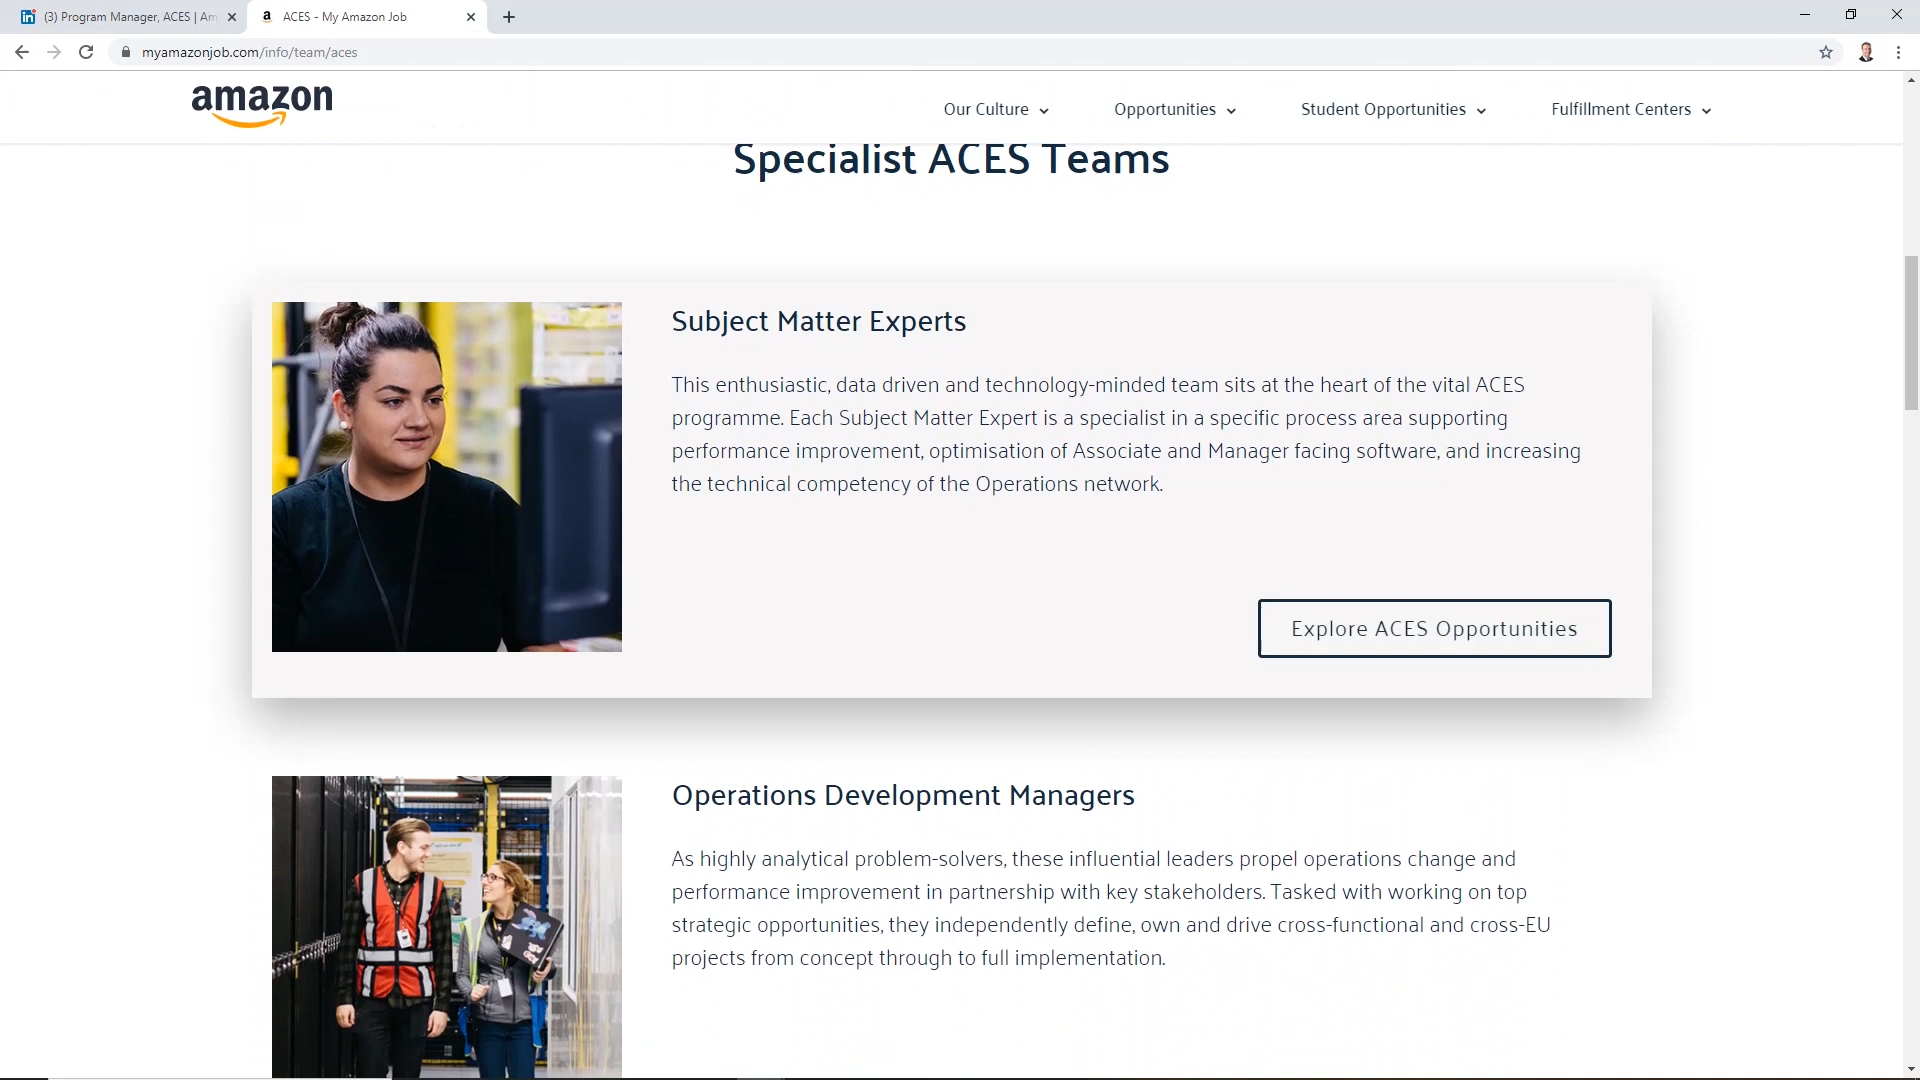 (3) Program Manager, ACES | Am
ACES - My Amazon Job
myamazonjob.com/info/team/aces
amazon
Our Culture
Opportunities
Student Opportunities
Fulfillment Centers
Specialist ACES Teams
Subject Matter Experts
This enthusiastic, data driven and technology-minded team sits at the heart of the vital ACES
programme. Each Subject Matter Expert is a specialist in a specific process area supporting
performance improvement, optimisation of Associate and Manager facing software, and increasing
the technical competency of the Operations network.
Explore ACES Opportunities
Operations Development Managers
As highly analytical problem-solvers, these influential leaders propel operations change and
performance improvement in partnership with key stakeholders. Tasked with working on top
strategic opportunities, they independently define, own and drive cross-functional and cross-EU
projects from concept through to full implementation.